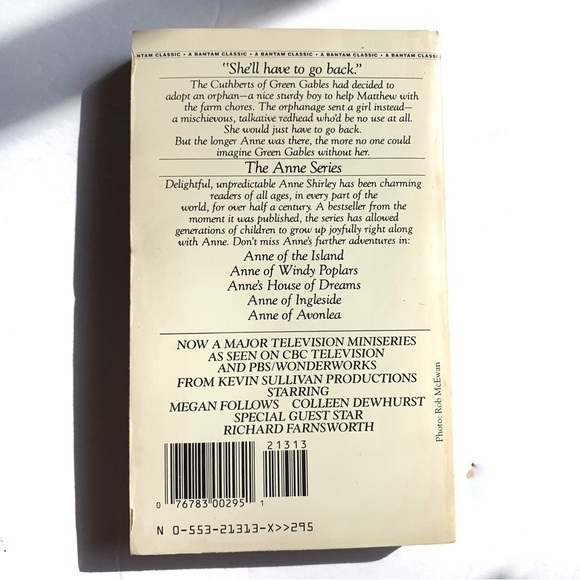 NTAM CLASSIC • A BANTAM CLASSIC • A BANTAM CLASSIC • A BANTAM CLASSIC • A BANTAM CLASSI
"She'll have to go back."
The Cuthberts of Green Gables had decided to
adopt an orphan—a nice sturdy boy to help Matthew with
the farm chores. The orphanage sent a girl instead—
a mischievous, talkative redhead who'd be no use at all.
She would just have to go back.
But the longer Anne was there, the more no one could
imagine Green Gables without her.
The Anne Series
Delightful, unpredictable Anne Shirley has been charming
readers of all ages, in every part of the
world, for over half a century. A bestseller from the
moment it was published, the series has allowed
generations of children to grow up joyfully right along
with Anne. Don't miss Anne's further adventures in:
Anne of the Island
Anne of Windy Poplars
Anne's House of Dreams
Anne of Ingleside
Anne of Avonlea
NOW A MAJOR TELEVISION MINISERIES
AS SEEN ON CBC TELEVISION
AND PBS/WONDERWORKS
FROM KEVIN SULLIVAN PRODUCTIONS
STARRING
MEGAN FOLLOWS COLLEEN DEWHURST
SPECIAL GUEST STAR
RICHARD FARNSWORTH
Photo: Rob McEwan
21313
0 76783 00295 1
N 0-553-21313-X>>295